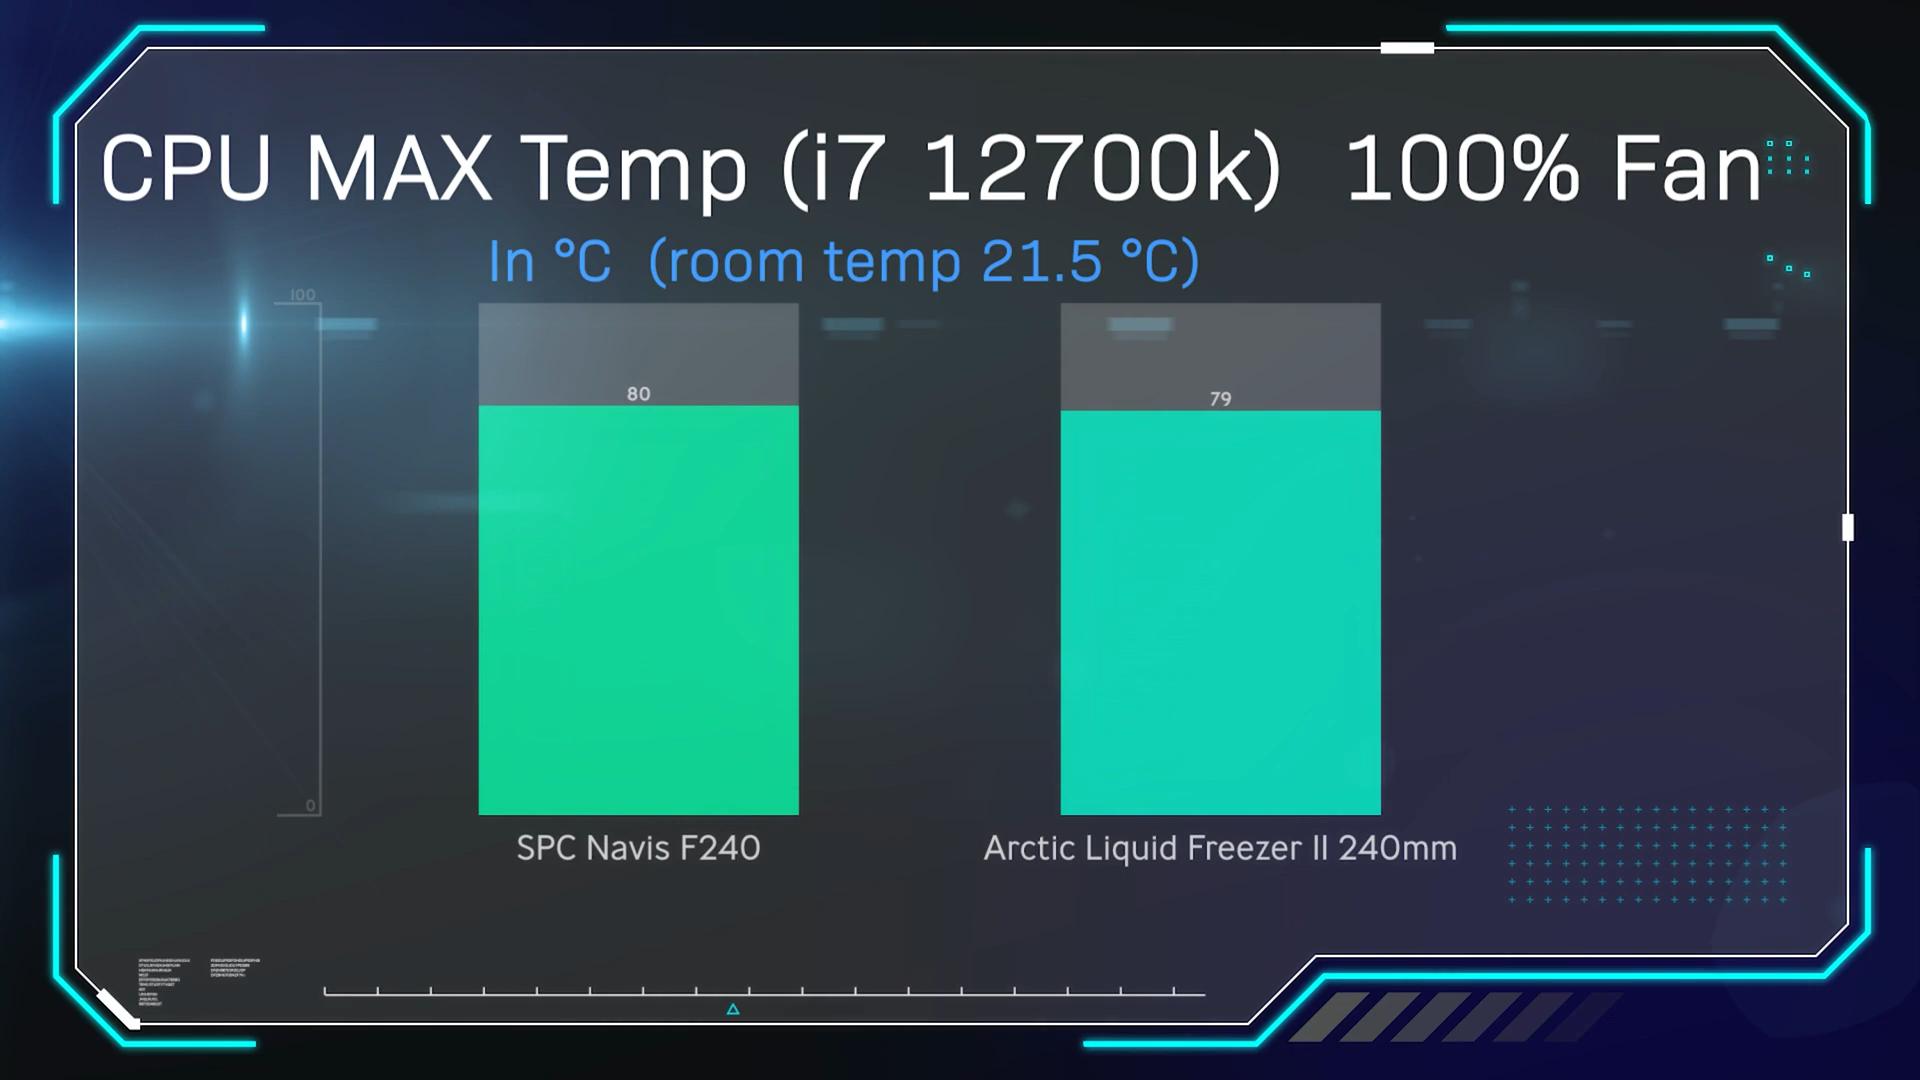 CPU MAX Temp (i7 12700k) 100% Fan
In °C (room temp 21.5 °C)
100
80
79
0
SPC Navis F240
Arctic Liquid Freezer II 240mm